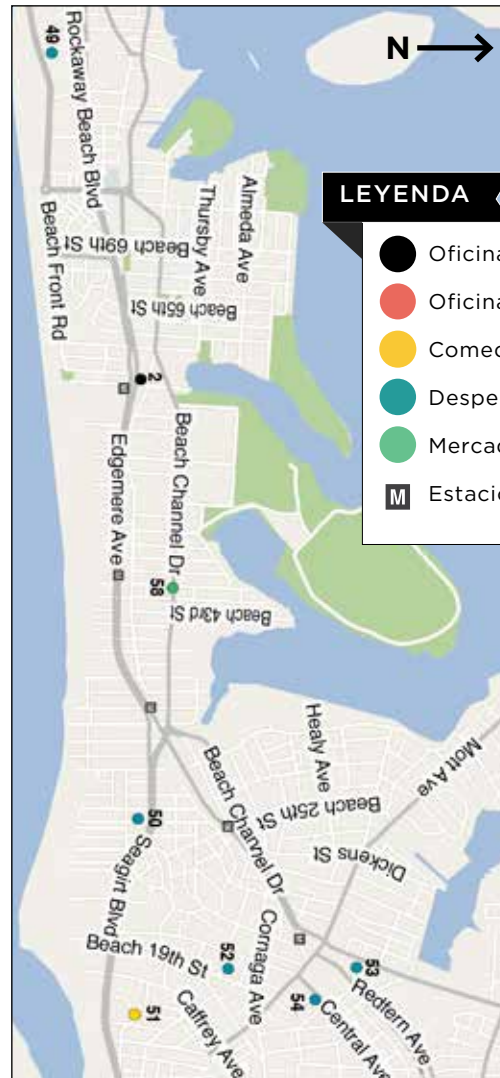 N
49
Rockaway Beach Blvd
Almeda Ave
Thursby Ave
LEYENDA
Beach 69th St
Beach Front Rd
Beach 65th St
Oficina
Oficina
Comed
Despe
Mercad
M Estació
2
Beach Channel Dr
Edgemere Ave
58
Beach 43rd St
Healy Ave
Mott Ave
Beach 25th St
Beach Channel Dr
Dickens St
50
Seagirt Blvd
Cornaga Ave
Beach 19th St
52
53
Redfern Ave
54
Central Ave
51
Caffrey Ave